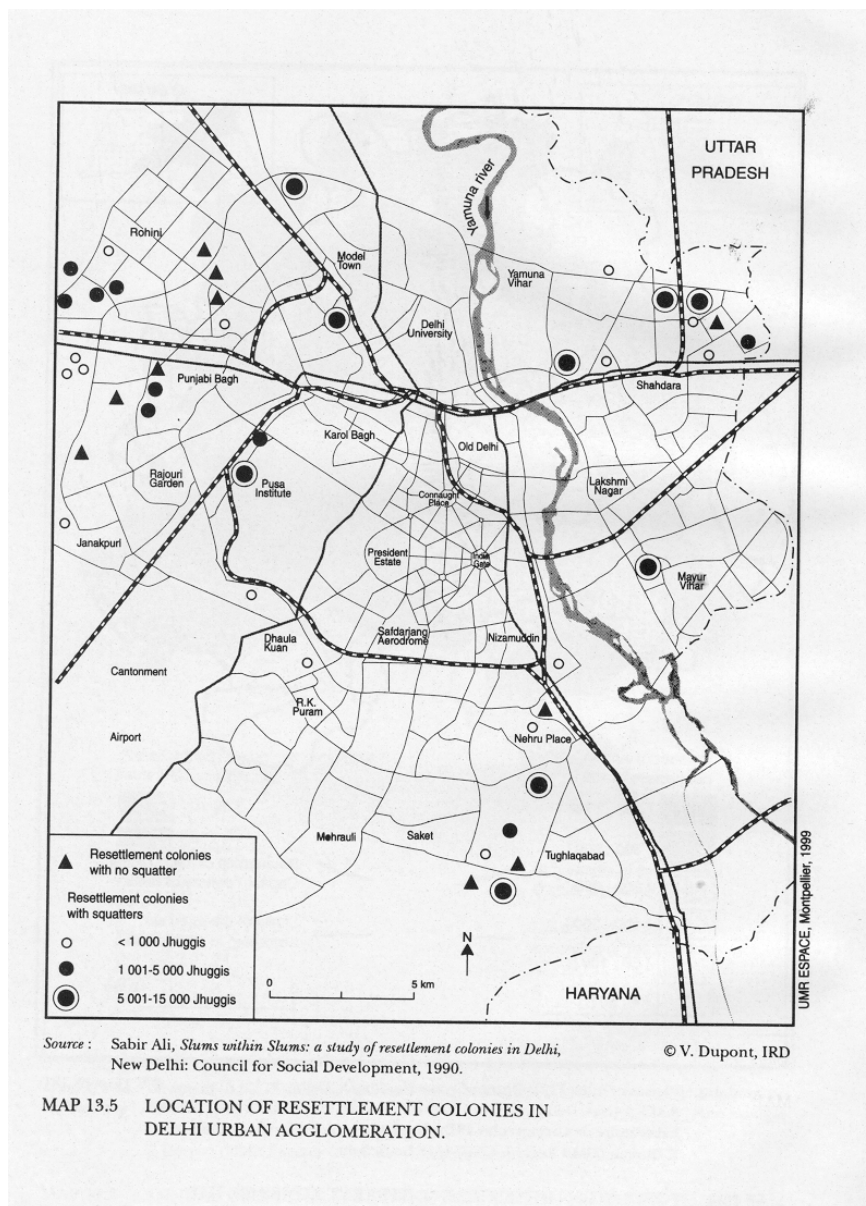 UTTAR
PRADESH
Yamuna river
Rohini
Model
Town
Yamuna
Vihar
Delhi
University
Punjabi Bagh
Shahdara
Karol Bagh
Old Delhi
Rajouri
Garden
Pusa
Institute
Lakshmi
Nagar
Connaught
Place
Janakpuri
President
Estate
India
Gate
Mayur
Vihar
Safdarjang
Aerodrome
Nizamuddin
Dhaula
Kuan
Cantonment
R.K.
Puram
Airport
Nehru Place
Mehrauli
Saket
Tughlaqabad
Resettlement colonies
with no squatter
Resettlement colonies
with squatters
< 1 000 Jhuggis
1 001-5 000 Jhuggis
5 001-15 000 Jhuggis
N
0
5 km
HARYANA
UMR ESPACE, Montpellier, 1999
Source : Sabir Ali, Slums within Slums: a study of resettlement colonies in Delhi,
New Delhi: Council for Social Development, 1990.
© V. Dupont, IRD
MAP 13.5 LOCATION OF RESETTLEMENT COLONIES IN
DELHI URBAN AGGLOMERATION.